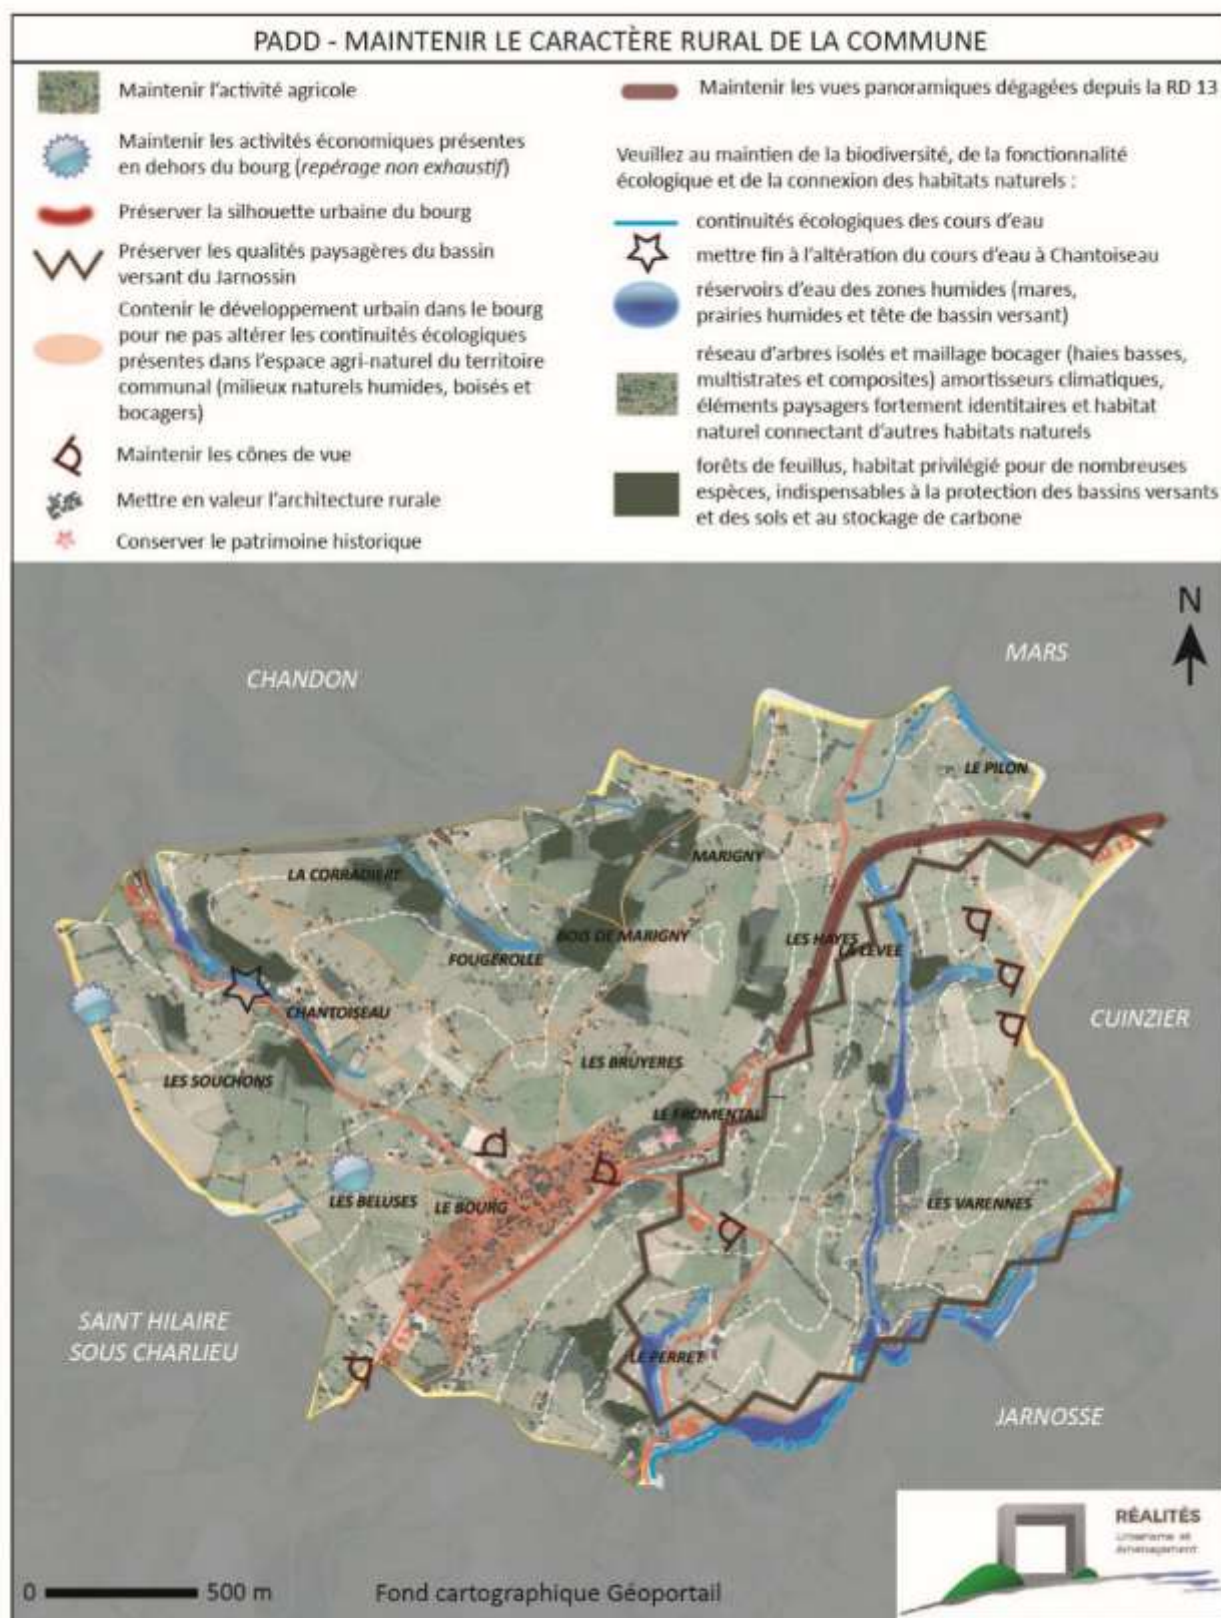 PADD - MAINTENIR LE CARACTÈRE RURAL DE LA COMMUNE
Maintenir l'activité agricole
Maintenir les activités économiques présentes
en dehors du bourg (repérage non exhaustif)
Préserver la silhouette urbaine du bourg
Préserver les qualités paysagères du bassin
versant du Jarnossin
Contenir le développement urbain dans le bourg
pour ne pas altérer les continuités écologiques
présentes dans l'espace agri-naturel du territoire
communal (milieux naturels humides, boisés et
bocagers)
Maintenir les cônes de vue
Mettre en valeur l'architecture rurale
Conserver le patrimoine historique
Maintenir les vues panoramiques dégagées depuis la RD 13
Veuillez au maintien de la biodiversité, de la fonctionnalité
écologique et de la connexion des habitats naturels :
continuités écologiques des cours d'eau
mettre fin à l'altération du cours d'eau à Chantoiseau
réservoirs d'eau des zones humides (mares,
prairies humides et tête de bassin versant)
réseau d'arbres isolés et maillage bocager (haies basses,
multistrates et composites) amortisseurs climatiques,
éléments paysagers fortement identitaires et habitat
naturel connectant d'autres habitats naturels
forêts de feuillus, habitat privilégié pour de nombreuses
espèces, indispensables à la protection des bassins versants
et des sols et au stockage de carbone
N
MARS
CHANDON
LE PILON
MARIGNY
RD 13
LA CORRADIERE
BOIS DE MARIGNY
LES HAYES
LA LEVEE
FOUGEROLLE
CHANTOISEAU
CUINZIER
LES BRUYERES
LES SOUCHONS
RD 13
LE FROMENTAL
LES BELUSES
LE BOURG
LES VARENNES
SAINT HILAIRE
SOUS CHARLIEU
LE PERRET
JARNOSSE
RÉALITÉS
Urbanisme et
Aménagement
0
500 m
Fond cartographique Géoportail